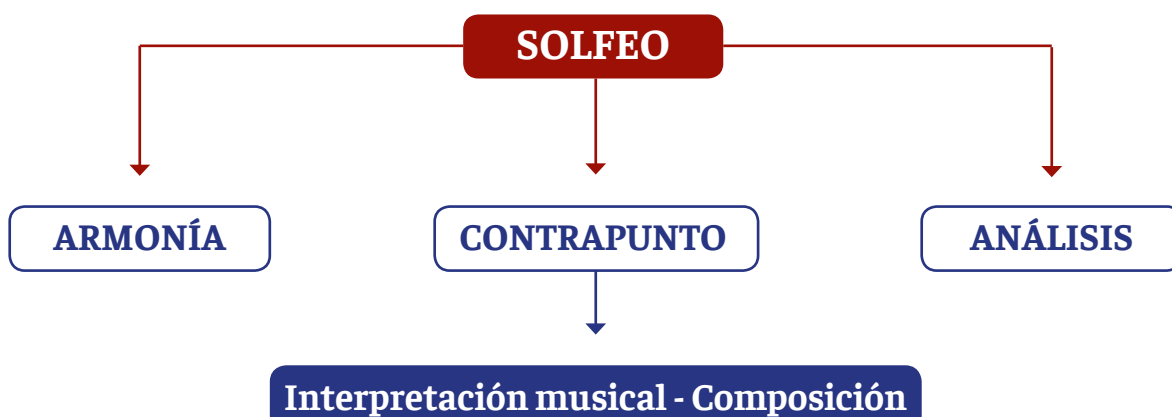 SOLFEO
ARMONÍA
CONTRAPUNTO
ANÁLISIS
Interpretación musical - Composición